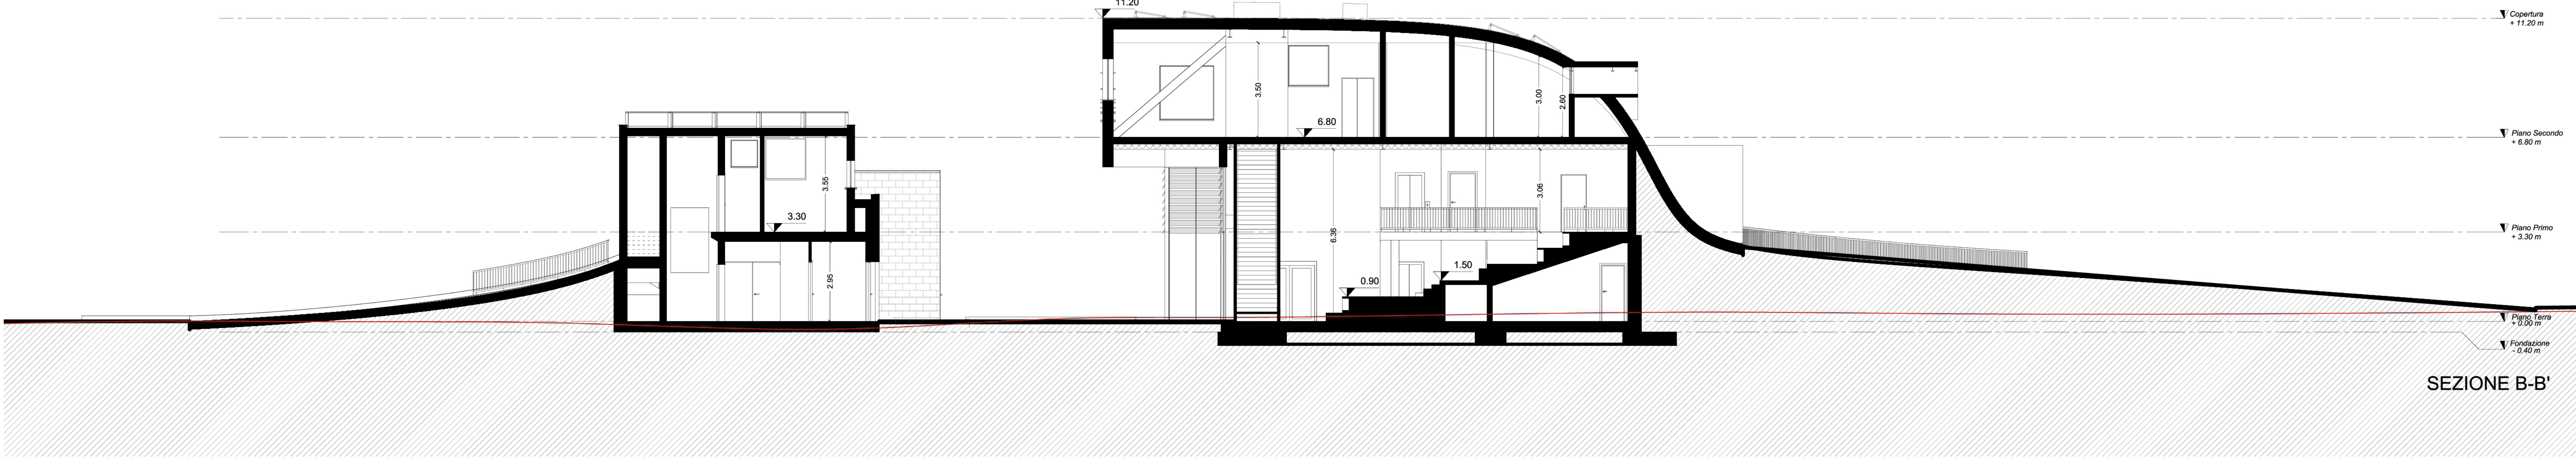 11.20
Copertura
+ 11.20 m
3.50
3.00
2.60
6.80
Piano Secondo
+ 6.80 m
3.55
3.30
6.36
3.06
Piano Primo
+ 3.30 m
2.95
0.90
1.50
Piano Terra
+ 0.00 m
Fondazione
- 0.40 m
SEZIONE B-B'